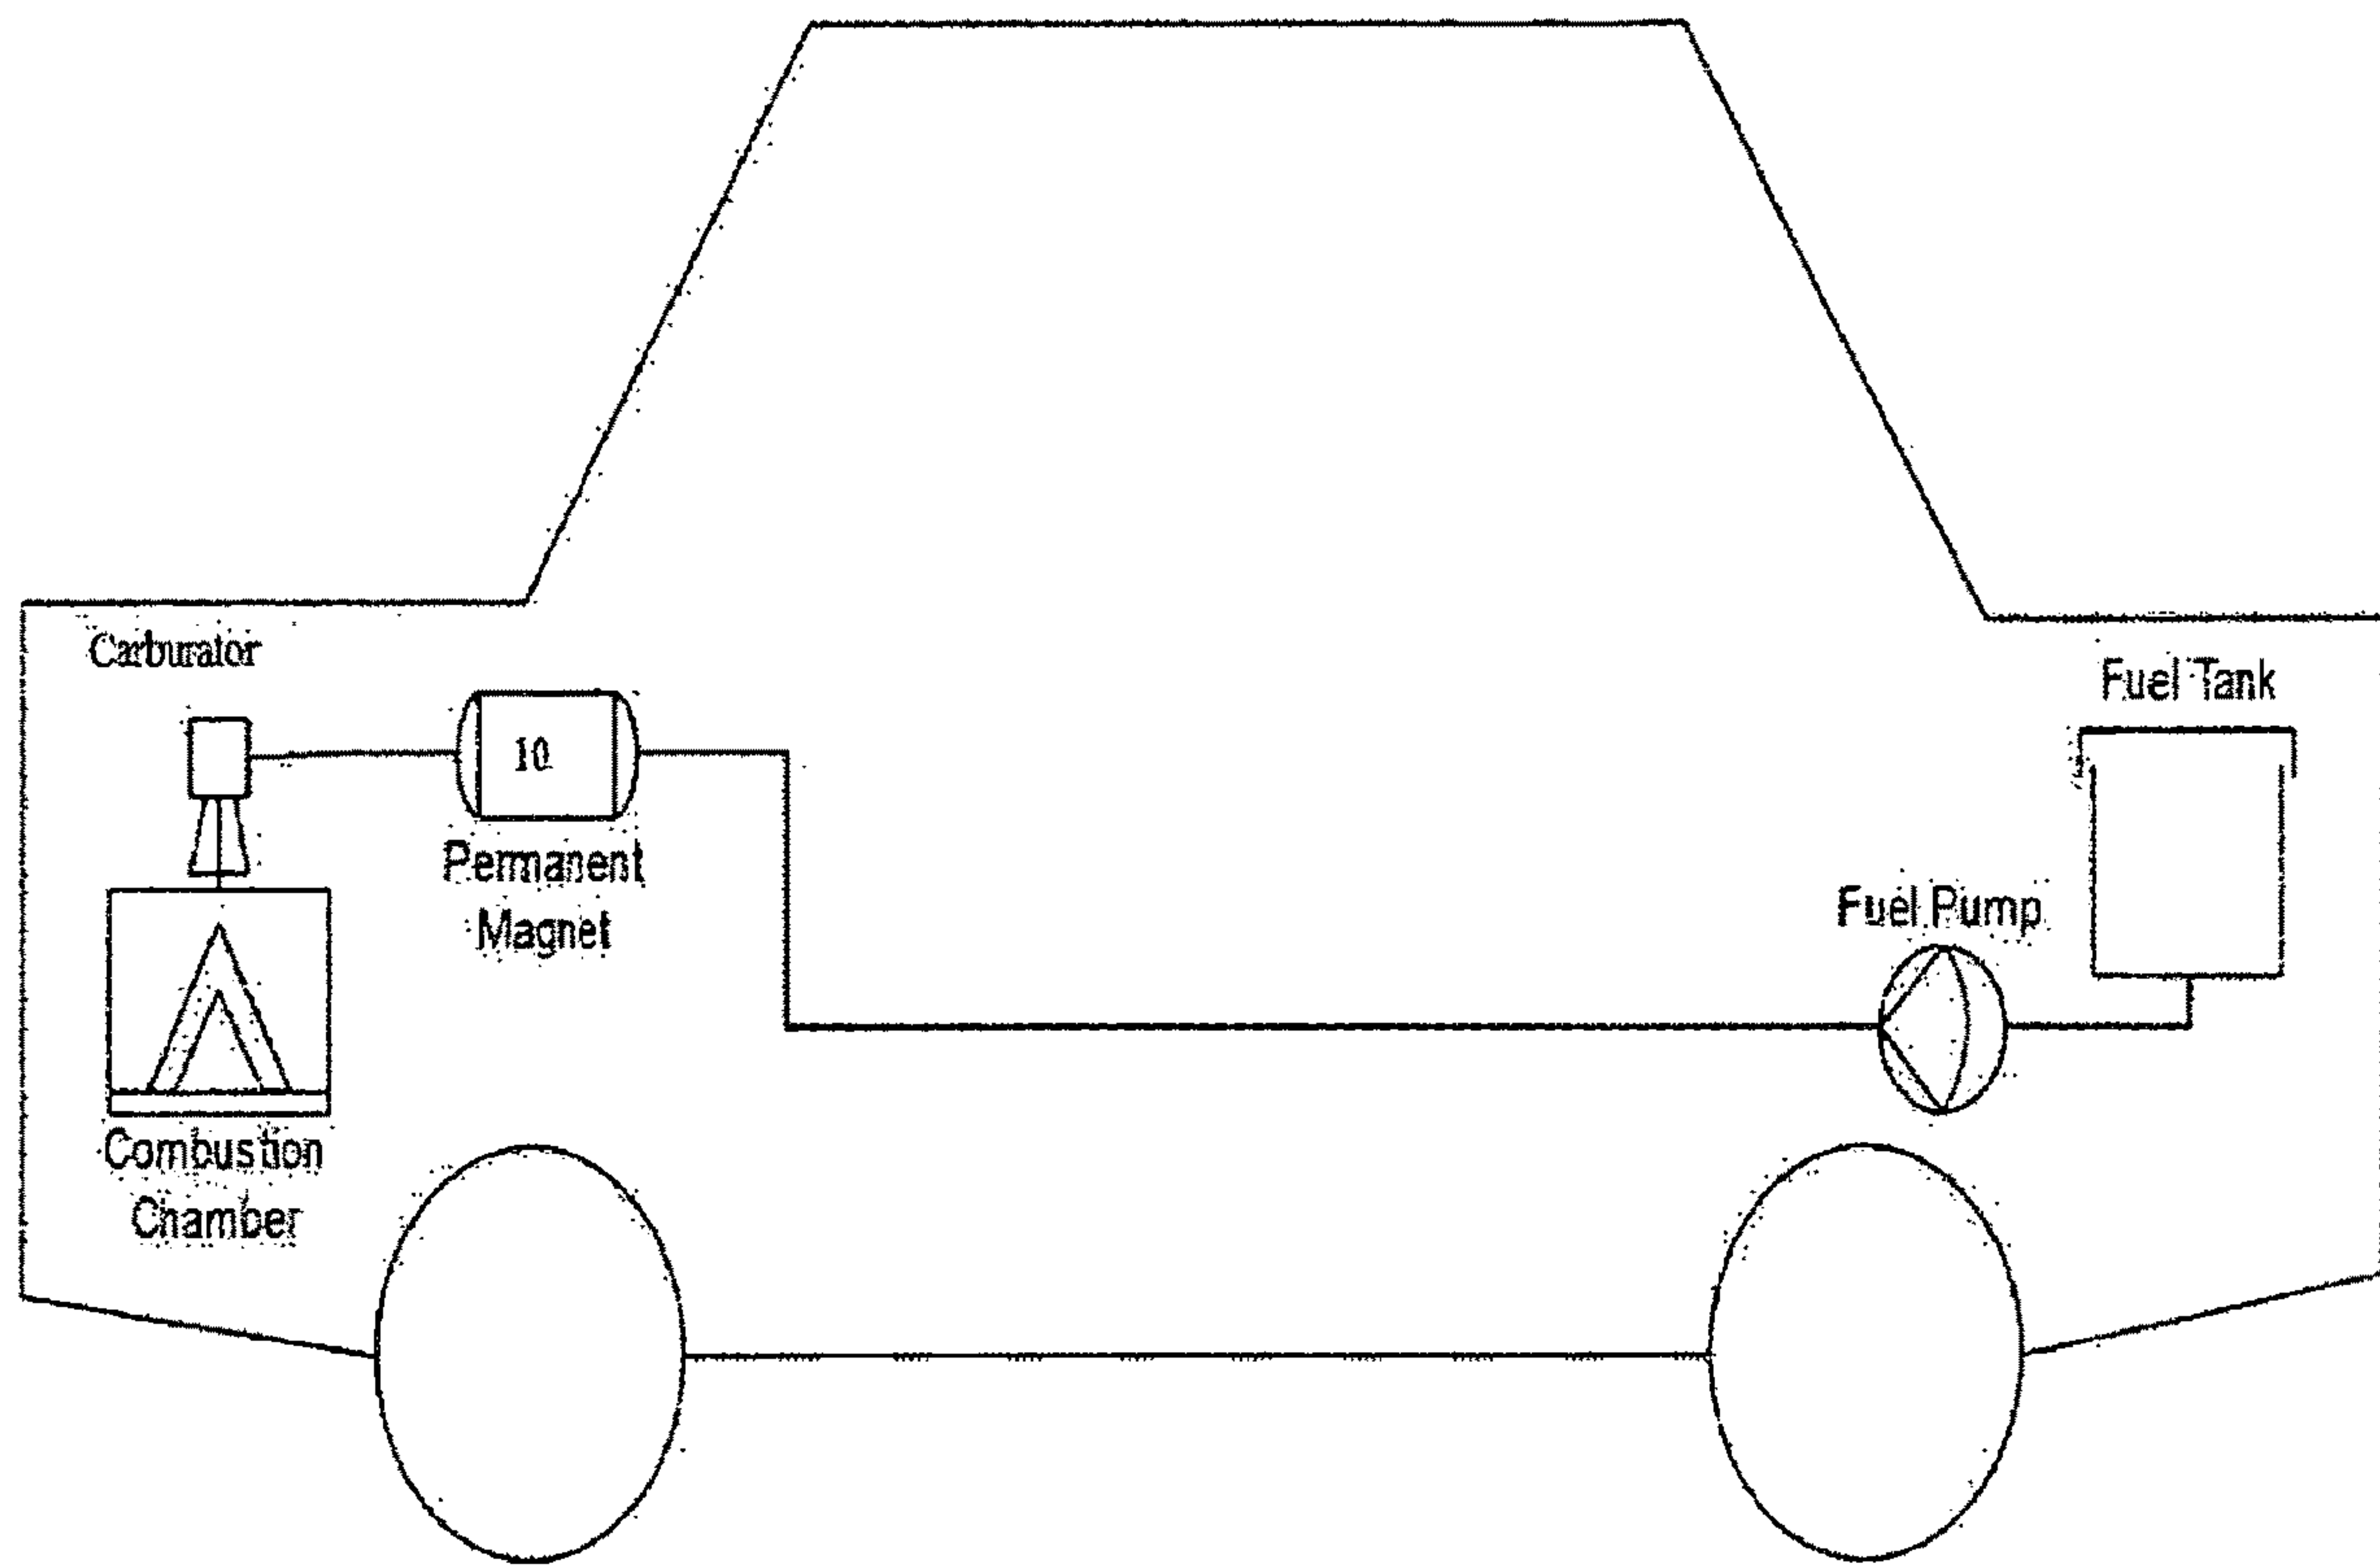 Carburator
Fuel Tank
10
Permanent
Magnet
Fuel Pump
Combustion
Chamber